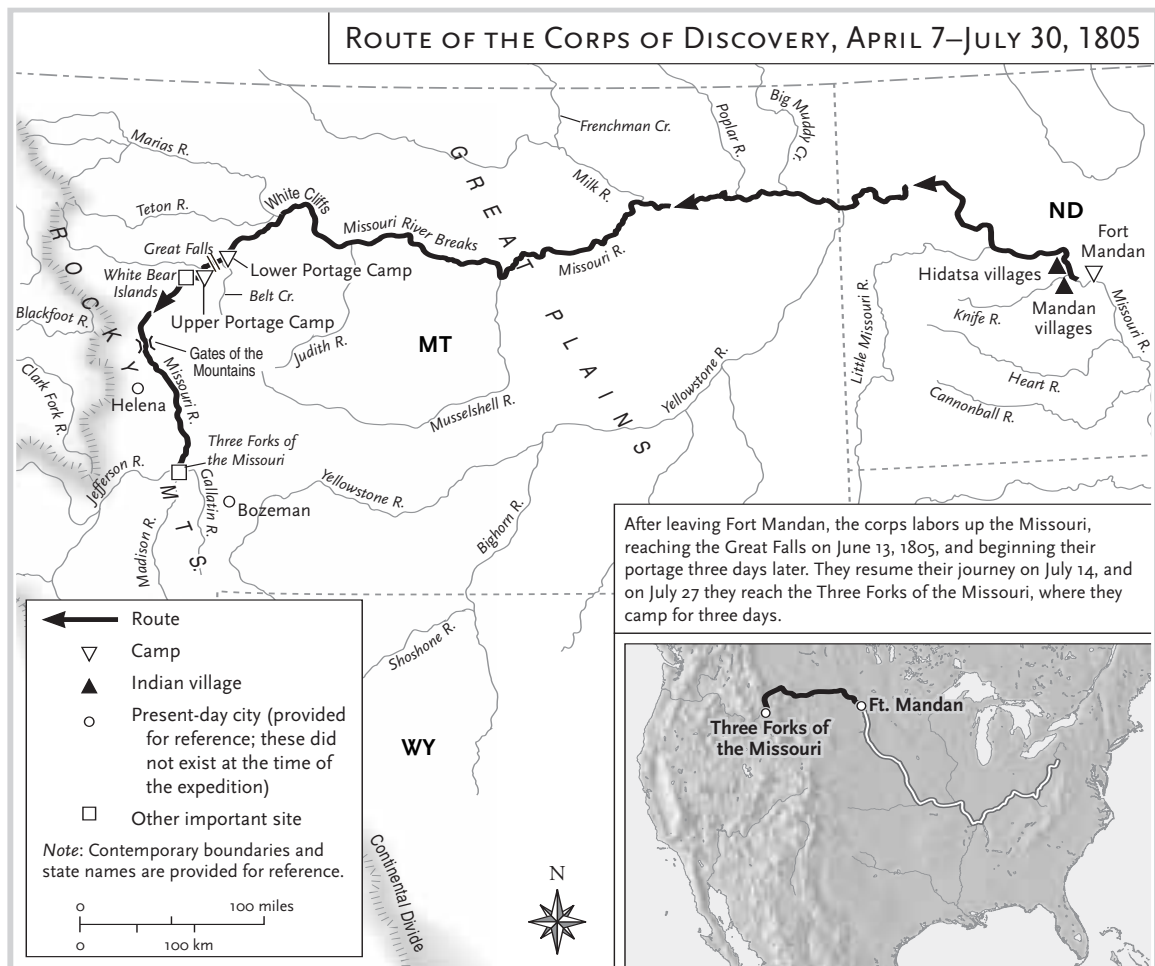 ROUTE OF THE CORPS OF DISCOVERY, APRIL 7–JULY 30, 1805
Marias R.
Teton R.
Great Falls
White Bear
Islands
White Cliffs
Missouri River Breaks
Lower Portage Camp
Belt Cr.
Upper Portage Camp
Blackfoot R.
Gates of the
Mountains
Missouri R.
Clark Fork R.
Helena
Three Forks of
the Missouri
Jefferson R.
Gallatin R.
Madison R.
Bozeman
ROCKY MTS.
Judith R.
MT
Musselshell R.
Yellowstone R.
GREAT PLAINS
Frenchman Cr.
Milk R.
Poplar R.
Big Muddy Cr.
Missouri R.
Yellowstone R.
Bighorn R.
Shoshone R.
WY
Continental Divide
Little Missouri R.
ND
Fort
Mandan
Hidatsa villages
Mandan
villages
Knife R.
Missouri R.
Heart R.
Cannonball R.
After leaving Fort Mandan, the corps labors up the Missouri,
reaching the Great Falls on June 13, 1805, and beginning their
portage three days later. They resume their journey on July 14, and
on July 27 they reach the Three Forks of the Missouri, where they
camp for three days.
Ft. Mandan
Three Forks of
the Missouri
Route
Camp
Indian village
Present-day city (provided
for reference; these did
not exist at the time of
the expedition)
Other important site
Note: Contemporary boundaries and
state names are provided for reference.
0 100 miles
0 100 km
N